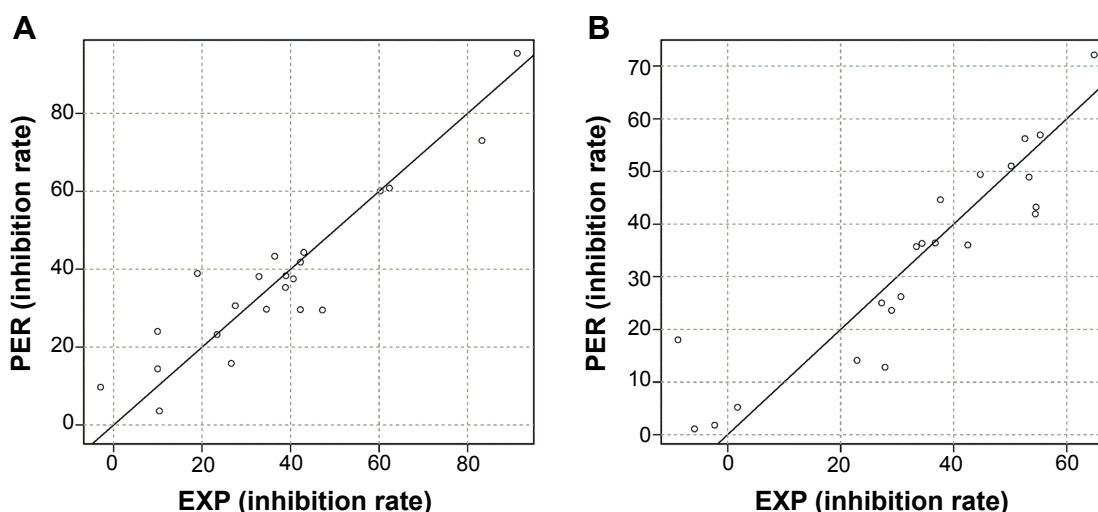 A
PER (inhibition rate)
80
60
40
20
0
0 20 40 60 80
EXP (inhibition rate)
B
PER (inhibition rate)
70
60
50
40
30
20
10
0
0 20 40 60
EXP (inhibition rate)